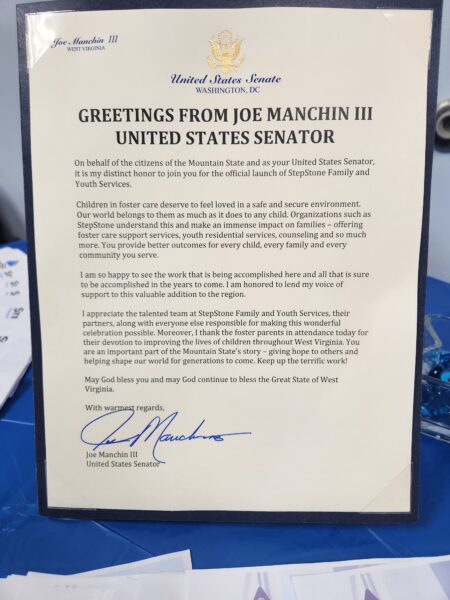 Joe Manchin III
WEST VIRGINIA
United States Senate
WASHINGTON, DC
GREETINGS FROM JOE MANCHIN III
UNITED STATES SENATOR
On behalf of the citizens of the Mountain State and as your United States Senator,
it is my distinct honor to join you for the official launch of StepStone Family and
Youth Services.
Children in foster care deserve to feel loved in a safe and secure environment.
Our world belongs to them as much as it does to any child. Organizations such as
StepStone understand this and make an immense impact on families – offering
foster care support services, youth residential services, counseling and so much
more. You provide better outcomes for every child, every family and every
community you serve.
I am so happy to see the work that is being accomplished here and all that is sure
to be accomplished in the years to come. I am honored to lend my voice of
support to this valuable addition to the region.
I appreciate the talented team at StepStone Family and Youth Services, their
partners, along with everyone else responsible for making this wonderful
celebration possible. Moreover, I thank the foster parents in attendance today for
their devotion to improving the lives of children throughout West Virginia. You
are an important part of the Mountain State's story – giving hope to others and
helping shape our world for generations to come. Keep up the terrific work!
May God bless you and may God continue to bless the Great State of West
Virginia.
With warmest regards,
Joe Manchin
Joe Manchin III
United States Senator